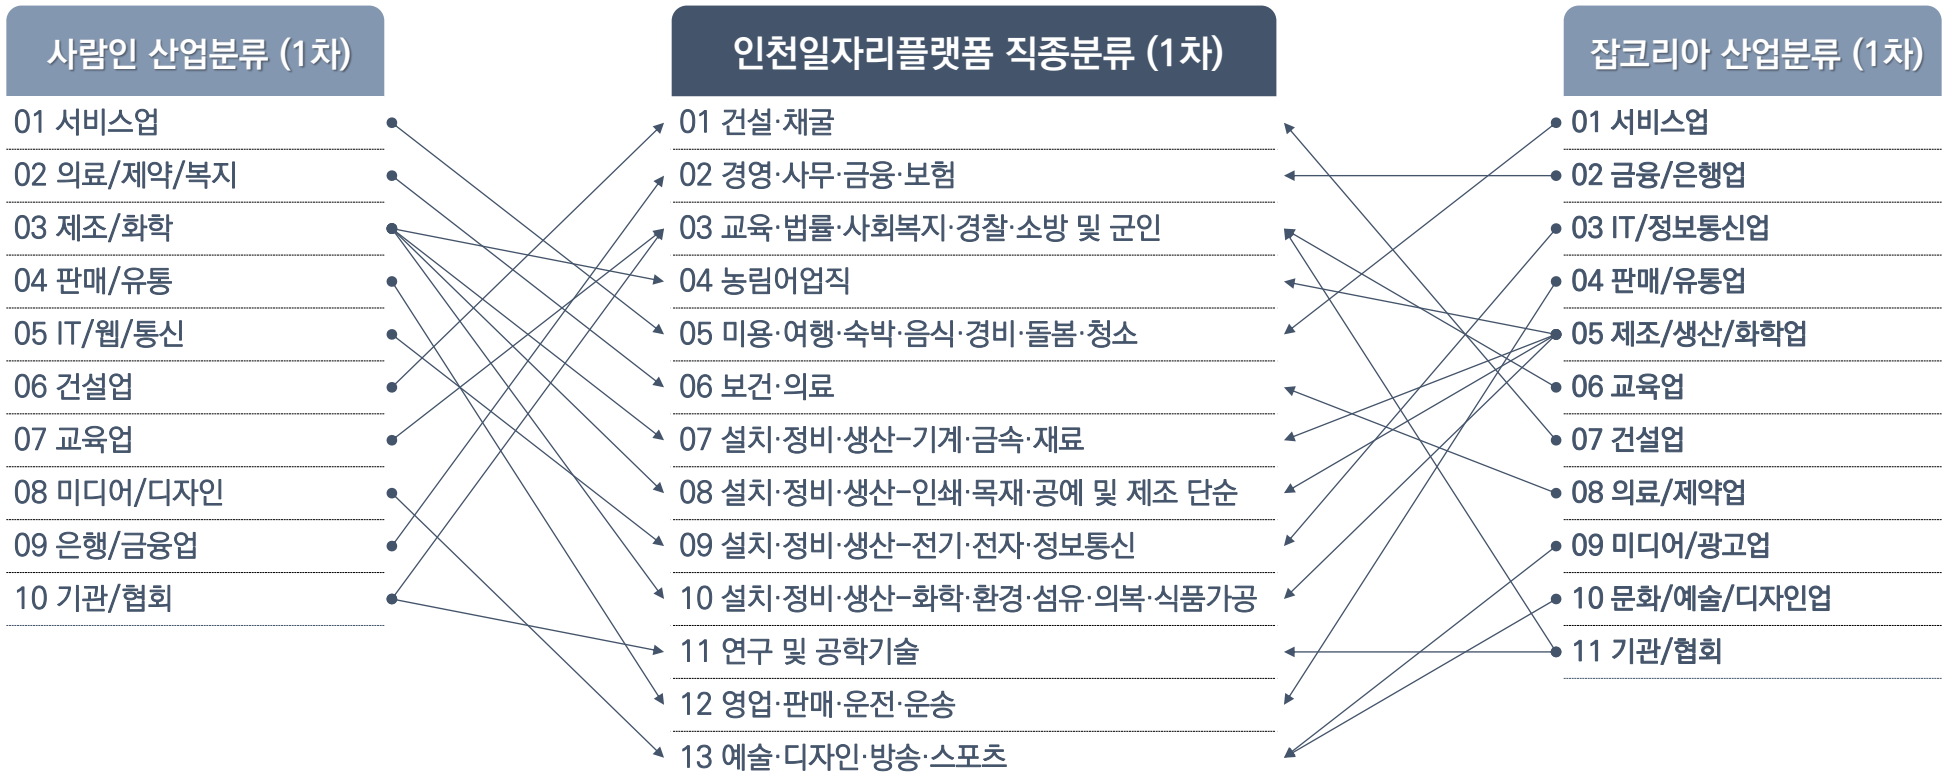 사람인 산업분류 (1차)
01 서비스업
02 의료/제약/복지
03 제조/화학
04 판매/유통
05 IT/웹/통신
06 건설업
07 교육업
08 미디어/디자인
09 은행/금융업
10 기관/협회
인천일자리플랫폼 직종분류 (1차)
01 건설·채굴
02 경영·사무·금융·보험
03 교육·법률·사회복지·경찰·소방 및 군인
04 농림어업직
05 미용·여행·숙박·음식·경비·돌봄·청소
06 보건·의료
07 설치·정비·생산-기계·금속·재료
08 설치·정비·생산-인쇄·목재·공예 및 제조 단순
09 설치·정비·생산-전기·전자·정보통신
10 설치·정비·생산-화학·환경·섬유·의복·식품가공
11 연구 및 공학기술
12 영업·판매·운전·운송
13 예술·디자인·방송·스포츠
잡코리아 산업분류 (1차)
01 서비스업
02 금융/은행업
03 IT/정보통신업
04 판매/유통업
05 제조/생산/화학업
06 교육업
07 건설업
08 의료/제약업
09 미디어/광고업
10 문화/예술/디자인업
11 기관/협회